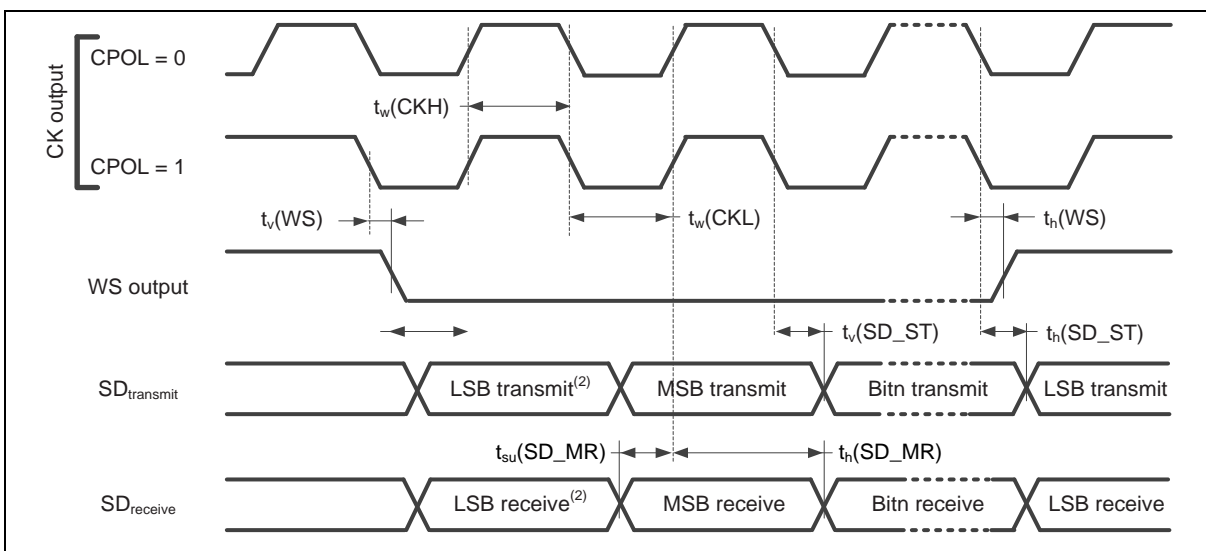 CK output
CPOL = 0
tw(CKH)
CPOL = 1
tv(WS)
tw(CKL)
th(WS)
WS output
tv(SD_ST)
th(SD_ST)
SDtransmit
LSB transmit(2)
MSB transmit
Bitn transmit
LSB transmit
tsu(SD_MR)
th(SD_MR)
SDreceive
LSB receive(2)
MSB receive
Bitn receive
LSB receive